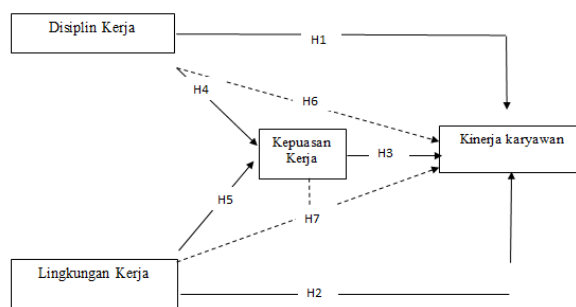 Disiplin Kerja
H1
H4
H6
Kepuasan
Kerja
H3
Kinerja karyawan
H5
H7
Lingkungan Kerja
H2